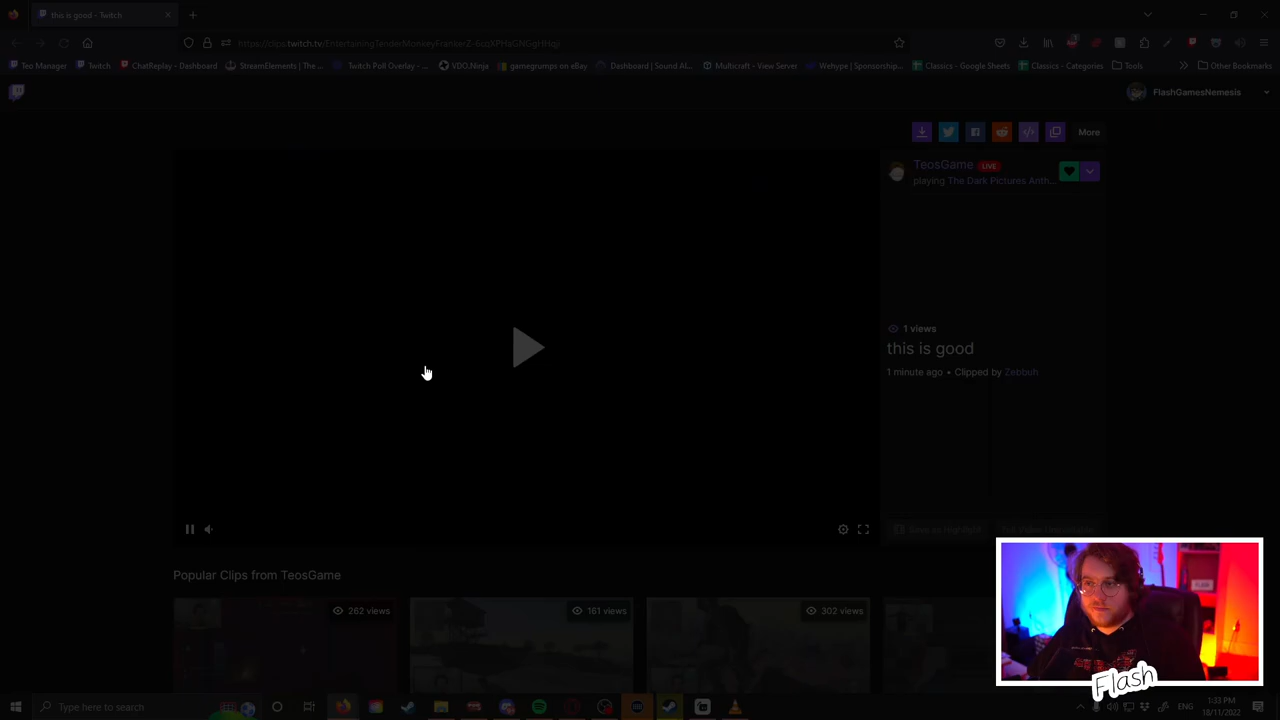 this is good - Twitch
https://clips.twitch.tv/
Teo Manager
Twitch
ChatReplay - Dashboard
StreamElements | The ...
Twitch Poll Overlay - ...
VDO.Ninja
gamegrumps on eBay
Dashboard | Sound Al...
Multicraft - View Server
Wehype | Sponsorship...
Classics - Google Sheets
Classics - Categories
Tools
Other Bookmarks
FlashGamesNemesis
More
TeosGame LIVE
playing The Dark Pictures Anth...
1 views
this is good
1 minute ago • Clipped by Zebbuh
Popular Clips from TeosGame
262 views
161 views
302 views
Flash
Type here to search
ENG
1:33 PM
18/11/2022